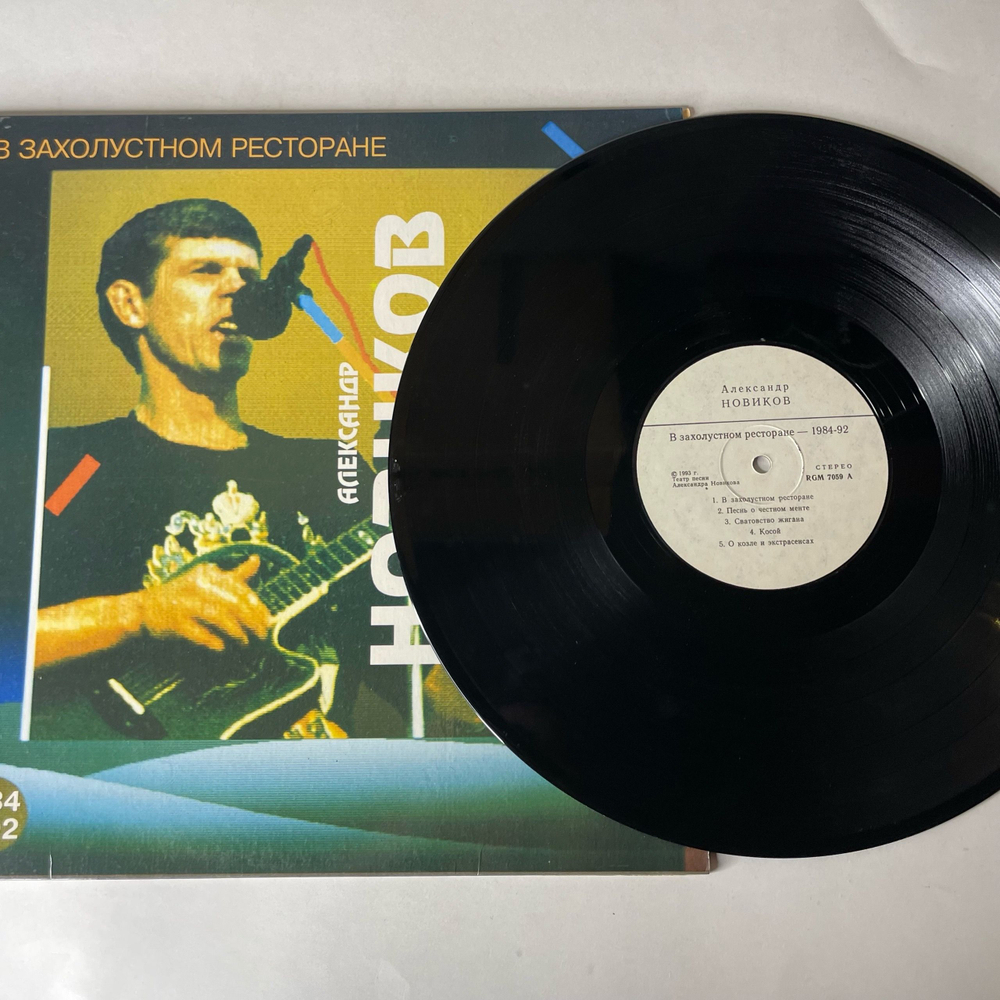 В ЗАХОЛУСТНОМ РЕСТОРАНЕ
АЛЕКСАНДР
НОВИКОВ
84
92
Александр
НОВИКОВ
В захолустном ресторане — 1984-92
© 1993 г.
Театр песни
Александра Новикова
СТЕРЕО
RGM 7059 A
1. В захолустном ресторане
2. Песнь о честном менте
3. Сватовство жигана
4. Косой
5. О козле и экстрасенсах